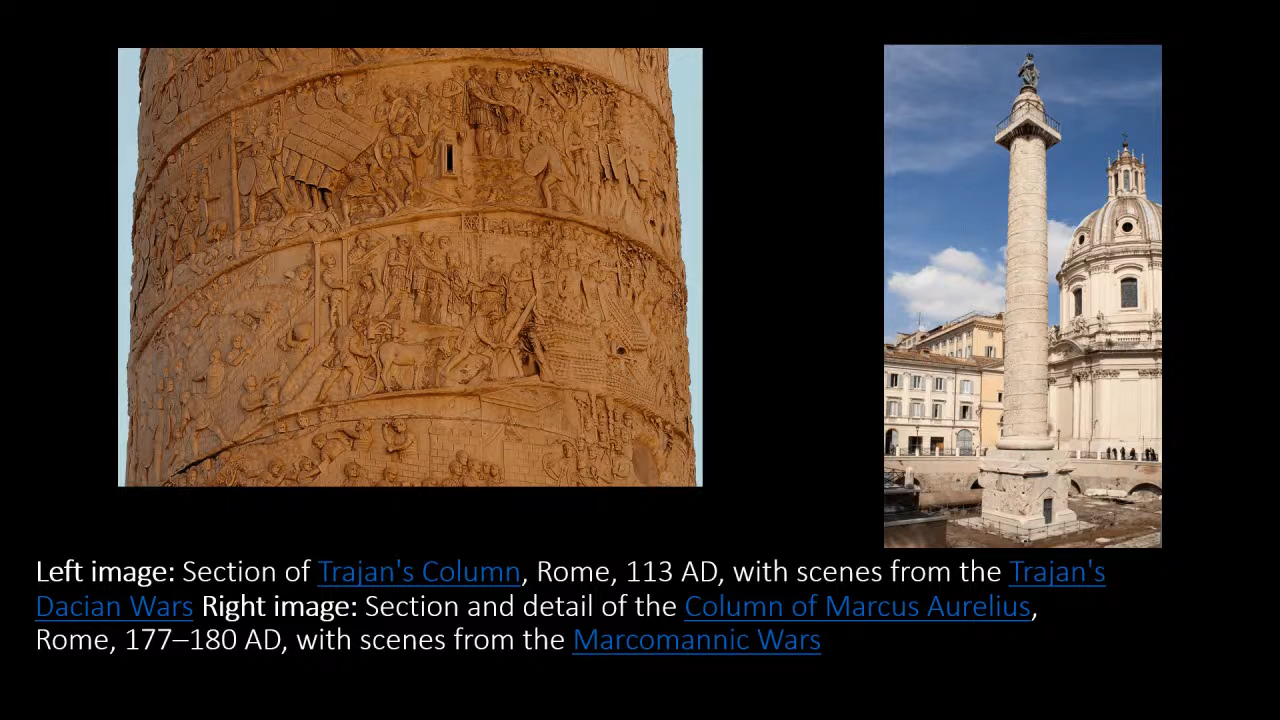 Left image: Section of Trajan's Column, Rome, 113 AD, with scenes from the Trajan's
Dacian Wars Right image: Section and detail of the Column of Marcus Aurelius,
Rome, 177–180 AD, with scenes from the Marcomannic Wars